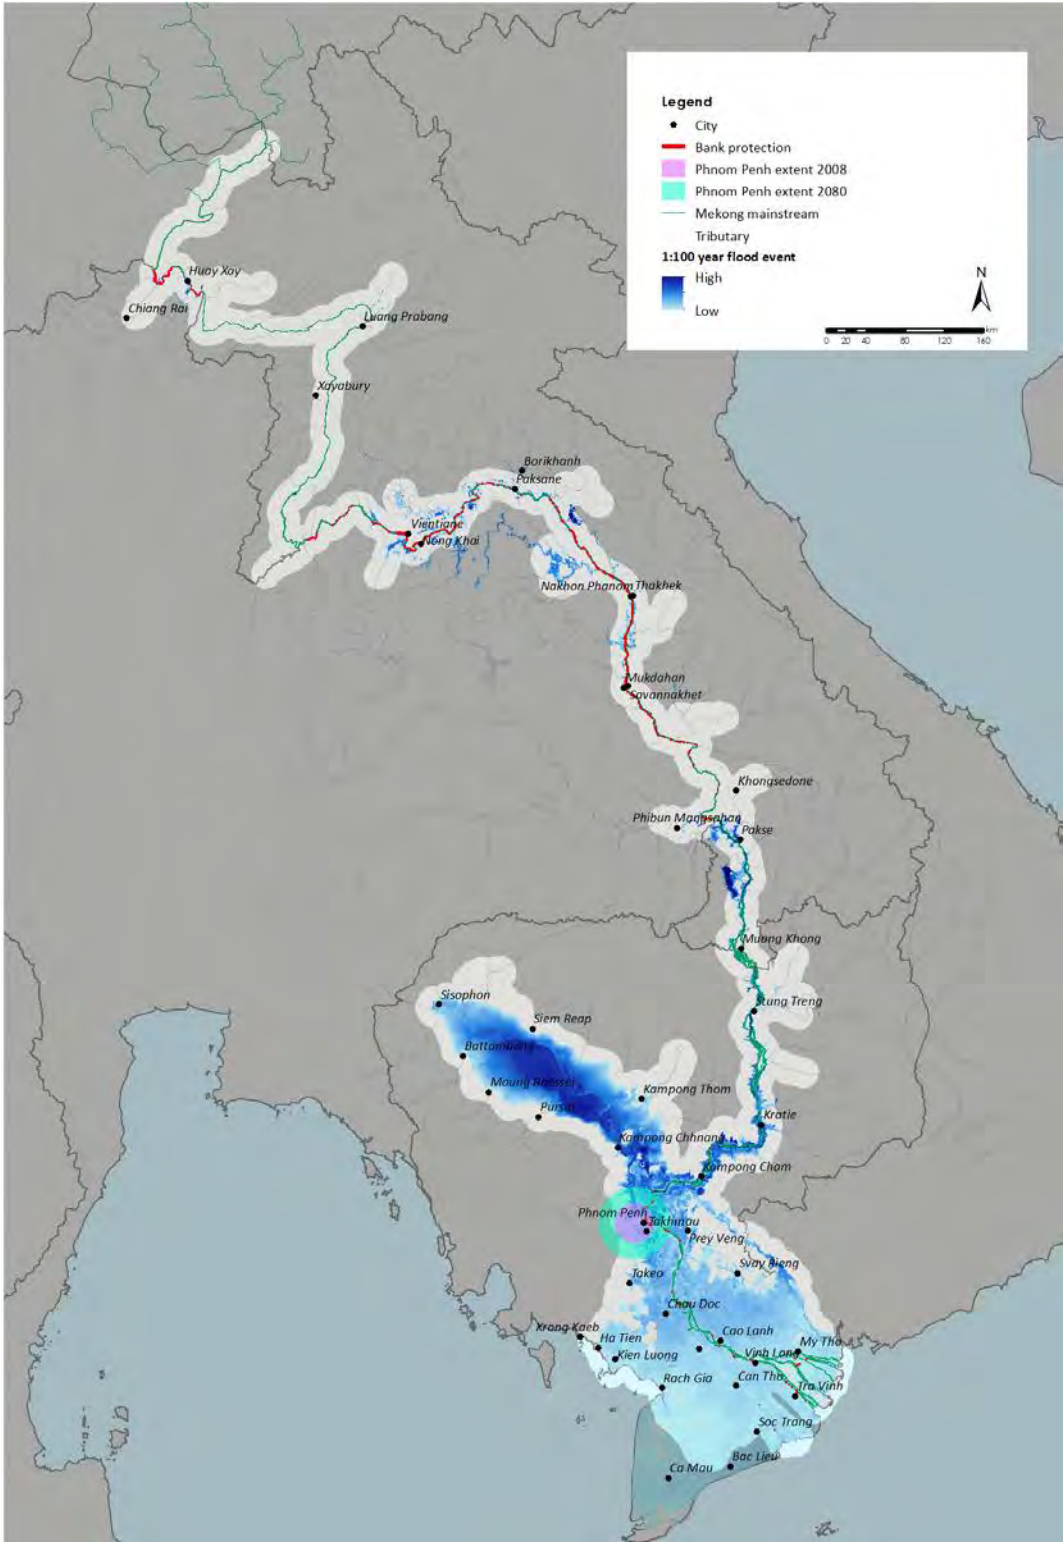 Legend
City
Bank protection
Phnom Penh extent 2008
Phnom Penh extent 2080
Mekong mainstream
Tributary
1:100 year flood event
High
Low
N
km
0 20 40 80 120 160
Huay Xay
Chiang Rai
Luang Prabang
Xayabury
Borikhanh
Paksane
Vientiane
Nong Khai
Nakhon Phanom
Thakhek
Mukdahan
Savannakhet
Khongsedone
Phibun Mangsahan
Pakse
Muang Khong
Stung Treng
Sisophon
Siem Reap
Battambang
Moung Roessei
Kampong Thom
Pursat
Kratie
Kampong Chhnang
Kampong Cham
Phnom Penh
Takhmau
Prey Veng
Svay Rieng
Takeo
Chau Doc
Krong Kaeb
Ha Tien
Cao Lanh
My Tho
Kien Luong
Vinh Long
Rach Gia
Can Tho
Tra Vinh
Soc Trang
Bac Lieu
Ca Mau